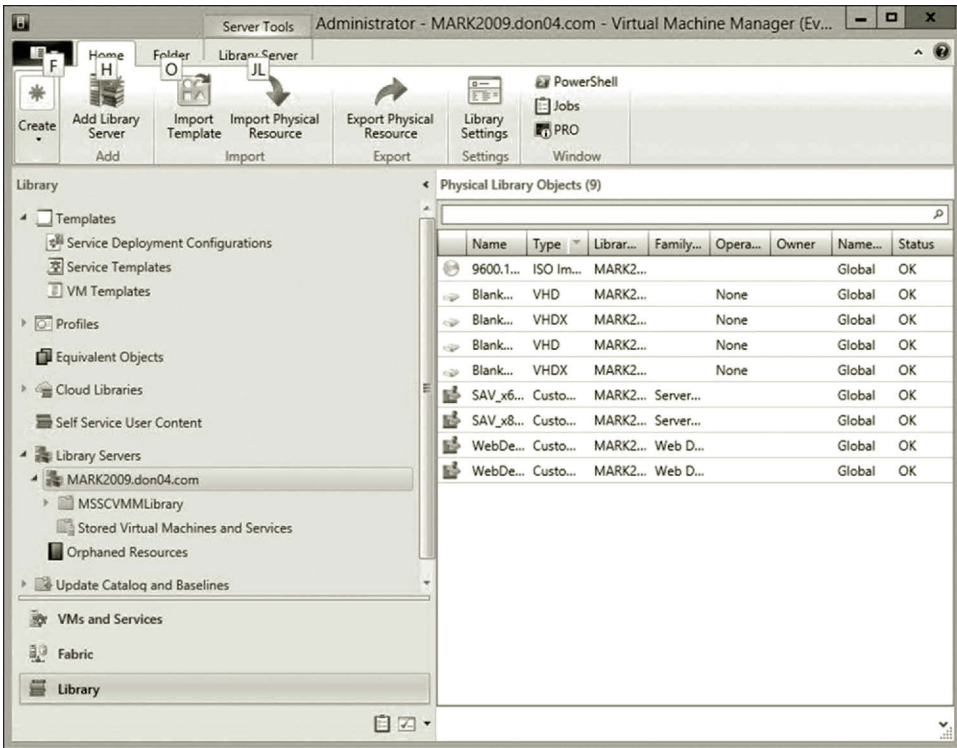 Server Tools Administrator - MARK2009.don04.com - Virtual Machine Manager (Ev...
Home Folder Library Server
F H O JL
Create
Add Library Server
Import Template
Import Physical Resource
Export Physical Resource
Library Settings
PowerShell
Jobs
PRO
Add Import Export Settings Window
Library
Templates
Service Deployment Configurations
Service Templates
VM Templates
Profiles
Equivalent Objects
Cloud Libraries
Self Service User Content
Library Servers
MARK2009.don04.com
MSSCVMMLibrary
Stored Virtual Machines and Services
Orphaned Resources
Update Catalog and Baselines
VMs and Services
Fabric
Library
Physical Library Objects (9)
Name Type Librar... Family... Opera... Owner Name... Status
9600.1... ISO Im... MARK2... Global OK
Blank... VHD MARK2... None Global OK
Blank... VHDX MARK2... None Global OK
Blank... VHD MARK2... None Global OK
Blank... VHDX MARK2... None Global OK
SAV_x6... Custo... MARK2... Server... Global OK
SAV_x8... Custo... MARK2... Server... Global OK
WebDe... Custo... MARK2... Web D... Global OK
WebDe... Custo... MARK2... Web D... Global OK